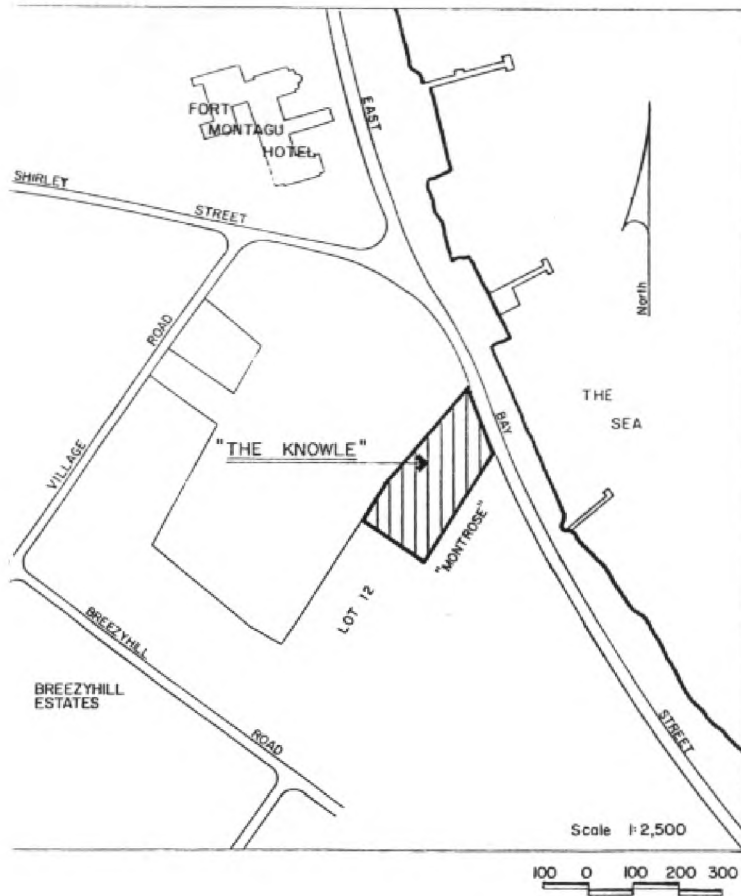 FORT
MONTAGU
HOTEL
EAST
SHIRLEY
STREET
North
ROAD
THE
SEA
BAY
"THE KNOWLE"
VILLAGE
"MONTROSE"
LOT 12
BREEZYHILL
BREEZYHILL
ESTATES
ROAD
STREET
Scale 1:2,500
100 0 100 200 300